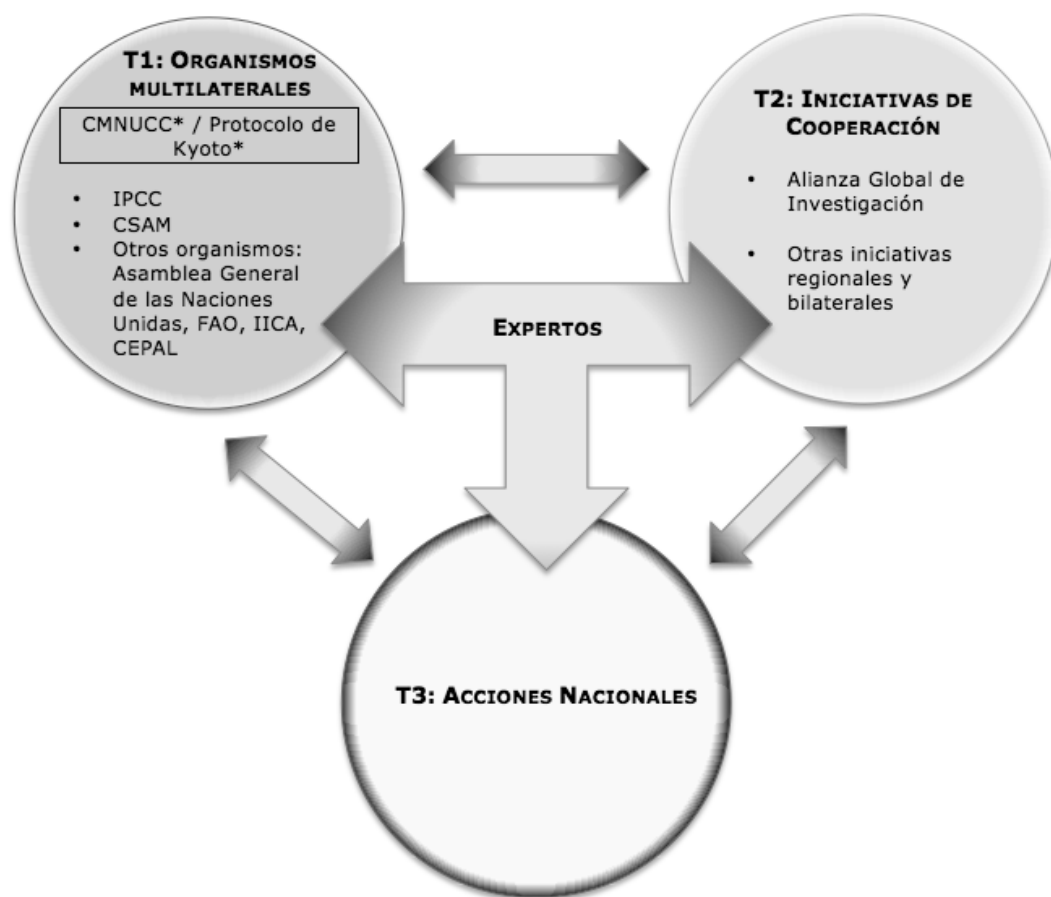 T1: ORGANISMOS
MULTILATERALES
CMNUCC* / Protocolo de
Kyoto*
• IPCC
• CSAM
• Otros organismos:
Asamblea General
de las Naciones
Unidas, FAO, IICA,
CEPAL
T2: INICIATIVAS DE
COOPERACIÓN
• Alianza Global de
Investigación
• Otras iniciativas
regionales y
bilaterales
EXPERTOS
T3: ACCIONES NACIONALES